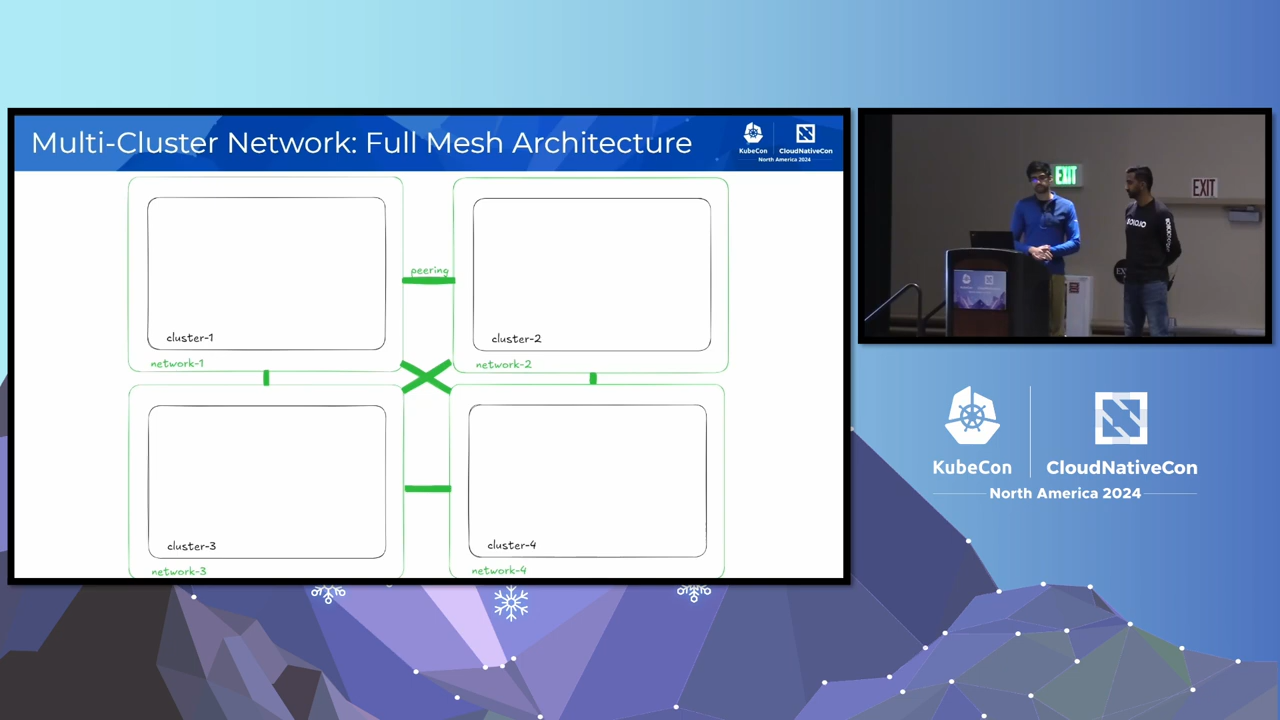 Multi-Cluster Network: Full Mesh Architecture
KubeCon
CloudNativeCon
North America 2024
peering
cluster-1
network-1
cluster-2
network-2
cluster-3
network-3
cluster-4
network-4
EXIT
EXIT
KubeCon
CloudNativeCon
North America 2024